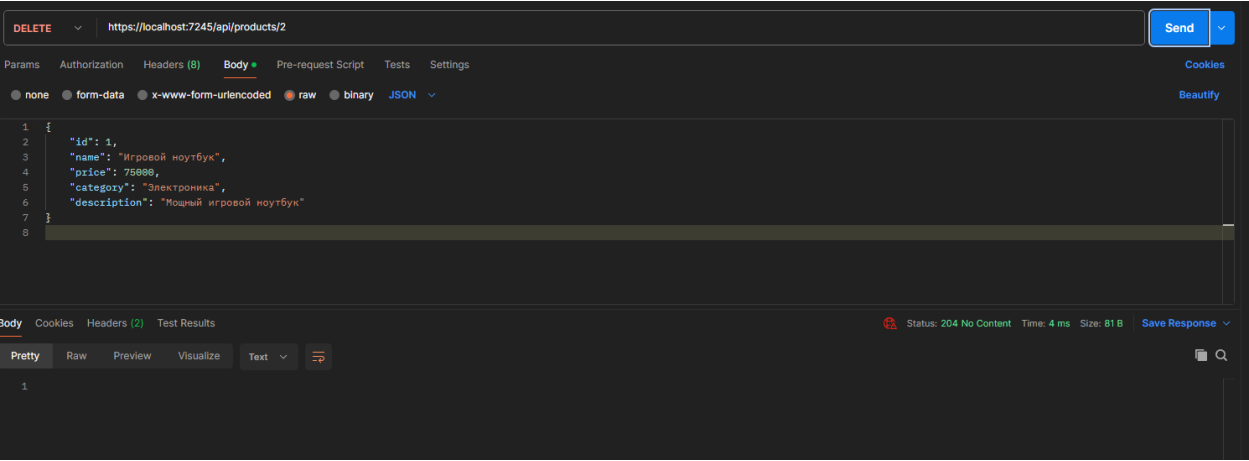 DELETE https://localhost:7245/api/products/2 Send
Params Authorization Headers (8) Body Pre-request Script Tests Settings Cookies
none form-data x-www-form-urlencoded raw binary JSON Beautify
1 {
2 "id": 1,
3 "name": "Игровой ноутбук",
4 "price": 75000,
5 "category": "Электроника",
6 "description": "Мощный игровой ноутбук"
7 }
8
Body Cookies Headers (2) Test Results Status: 204 No Content Time: 4 ms Size: 81 B Save Response
Pretty Raw Preview Visualize Text
1